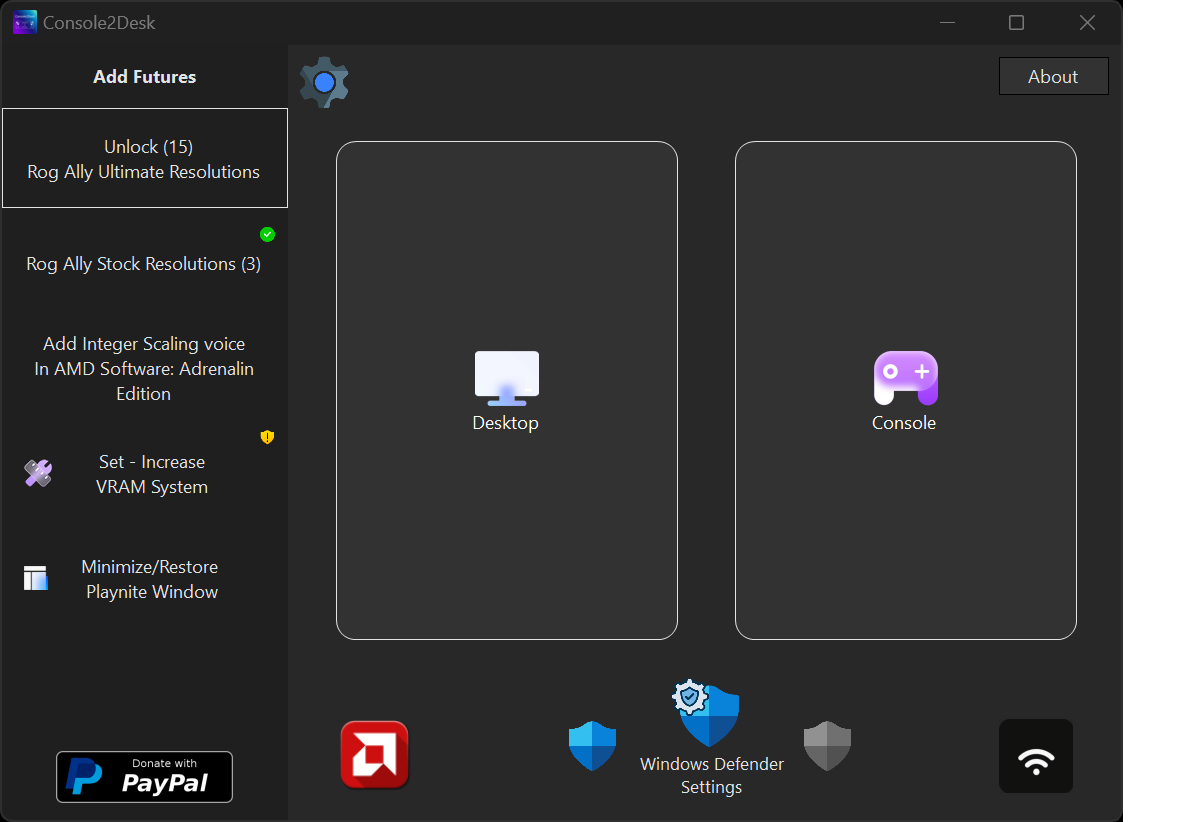 Console2Desk
Add Futures
About
Unlock (15)
Rog Ally Ultimate Resolutions
Rog Ally Stock Resolutions (3)
Add Integer Scaling voice
In AMD Software: Adrenalin
Edition
Set - Increase
VRAM System
Minimize/Restore
Playnite Window
Desktop
Console
Donate with
PayPal
Windows Defender
Settings